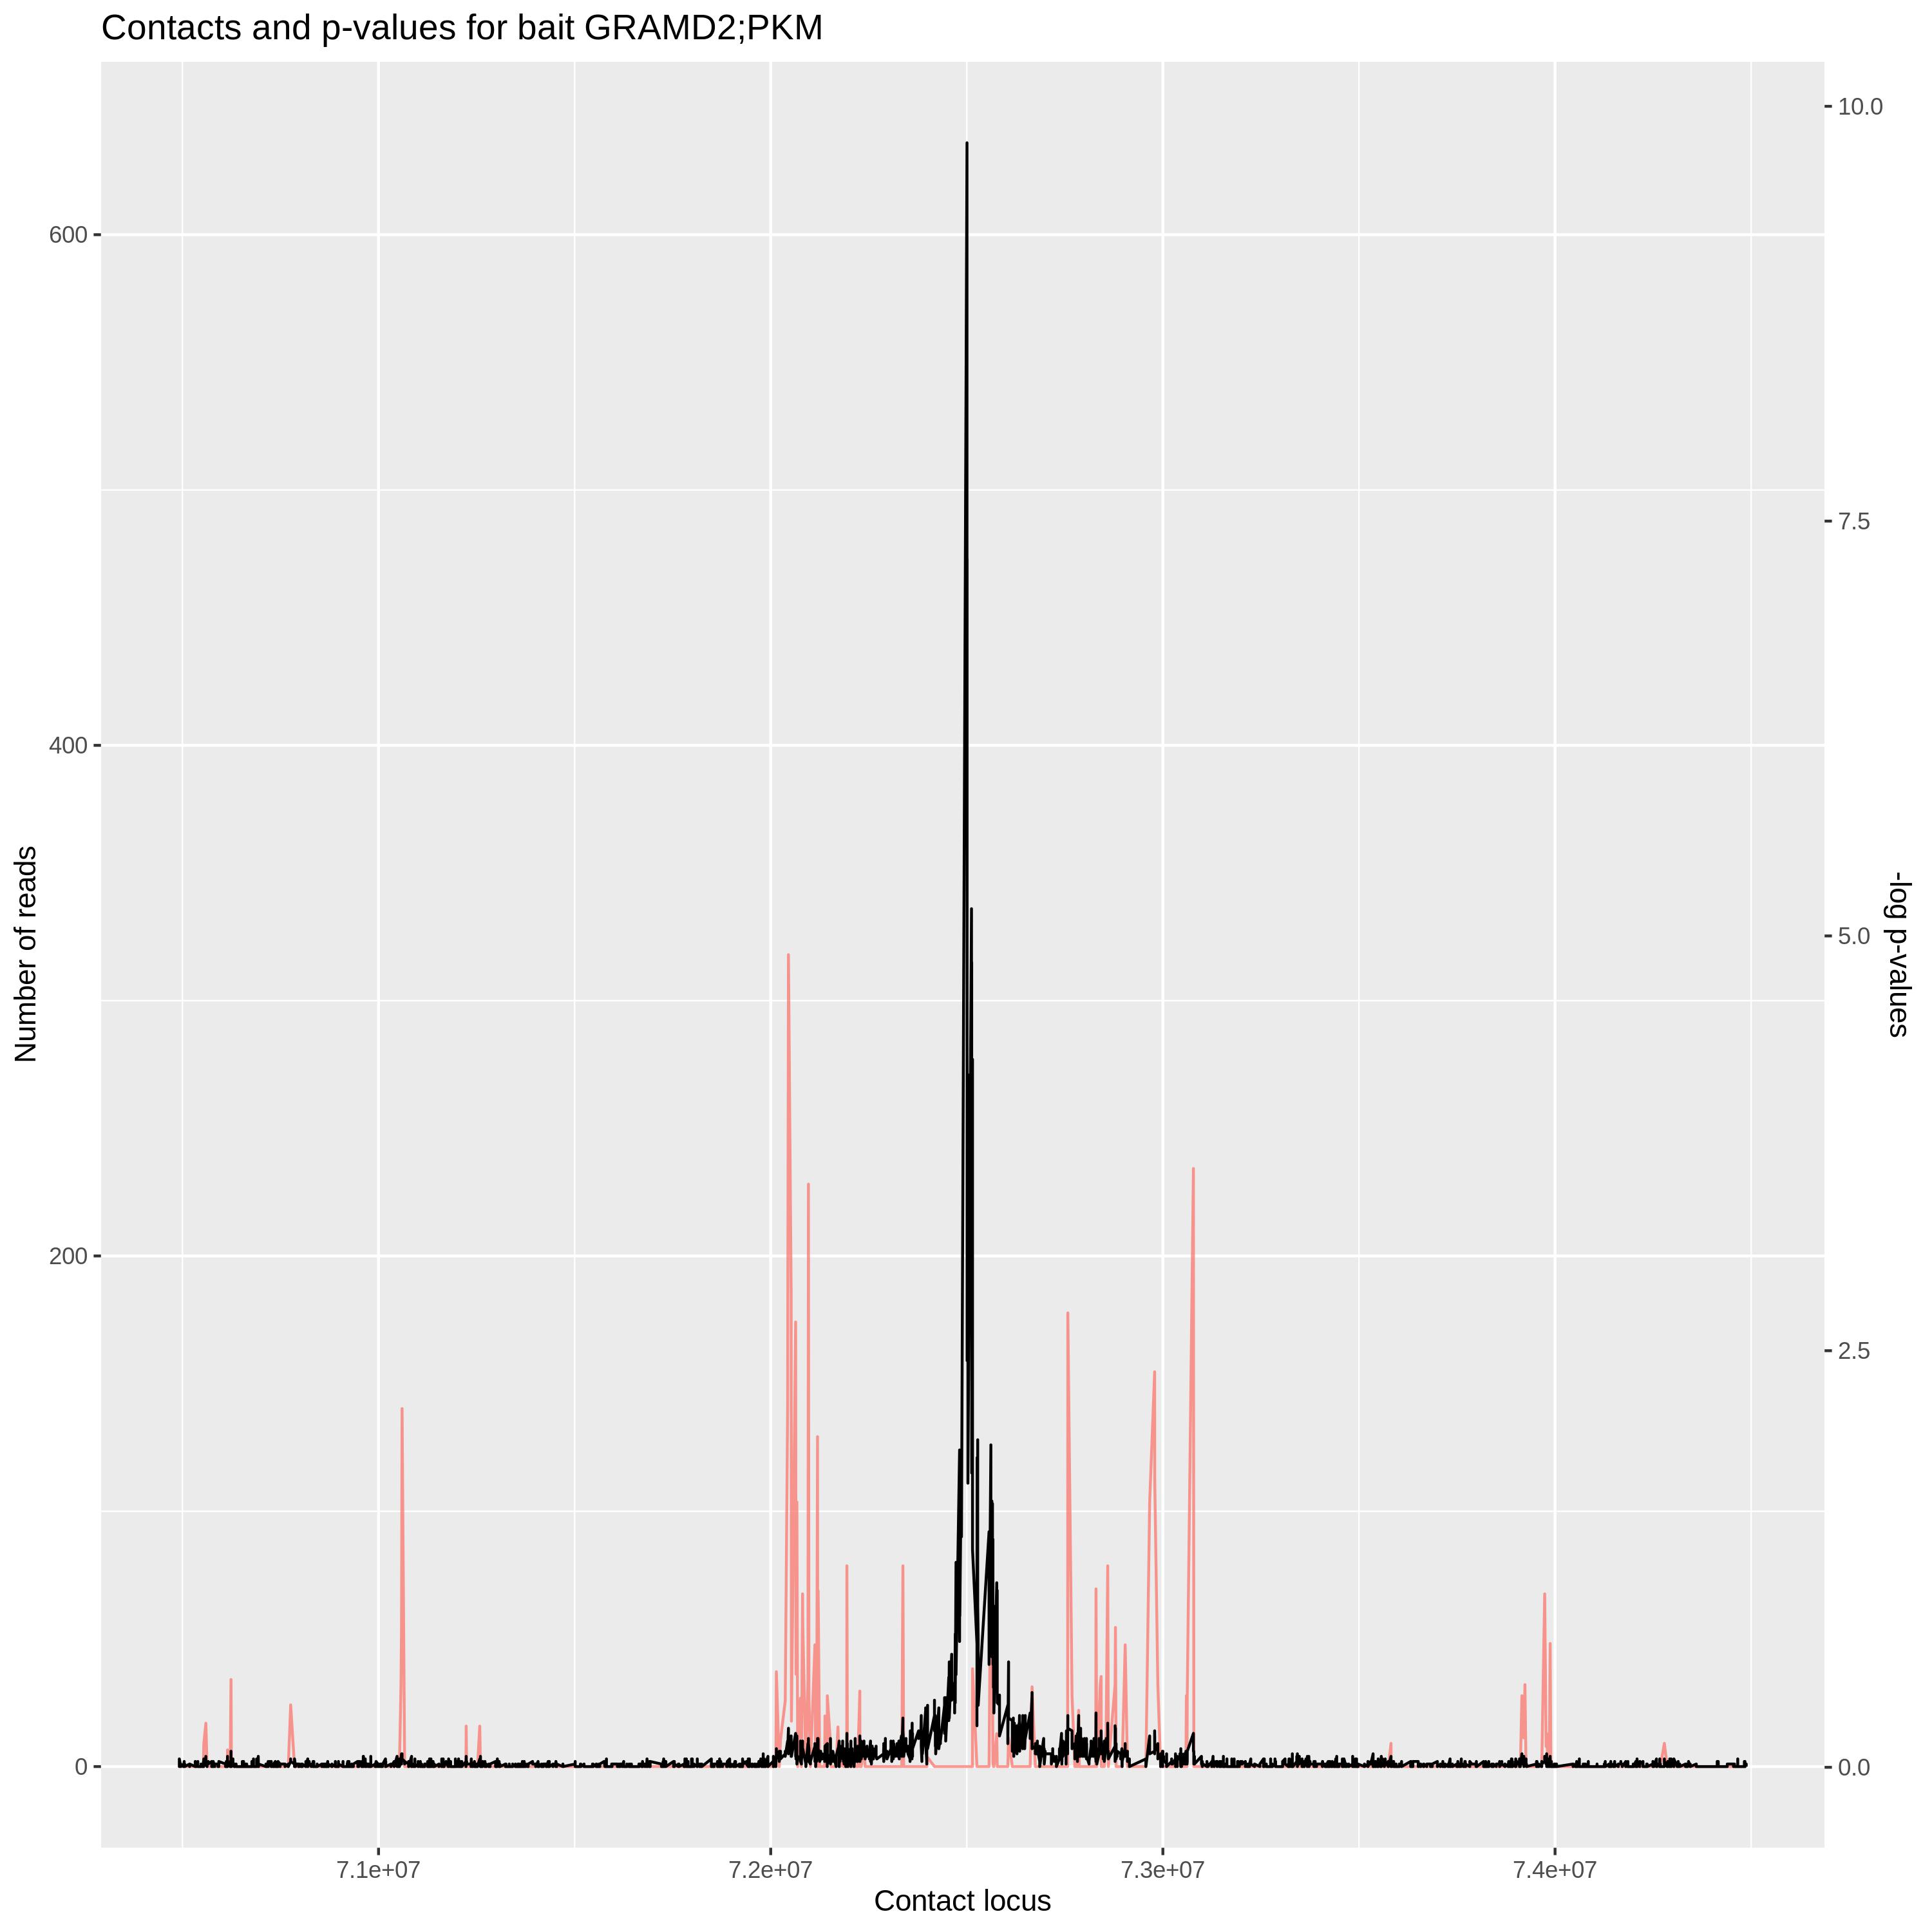 Contacts and p-values for bait GRAMD2;PKM
600
400
200
0
Number of reads
10.0
7.5
5.0
2.5
0.0
-log p-values
7.1e+07
7.2e+07
7.3e+07
7.4e+07
Contact locus